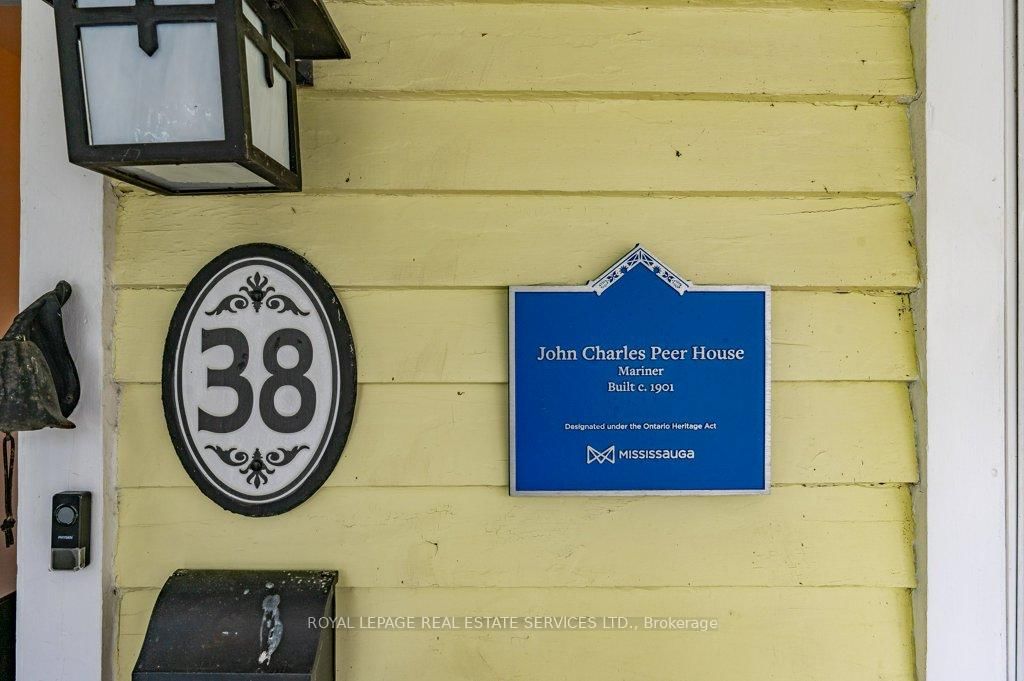 38
John Charles Peer House
Mariner
Built c. 1901
Designated under the Ontario Heritage Act
MISSISSauGa
ROYAL LEPAGE REAL ESTATE SERVICES LTD., Brokerage